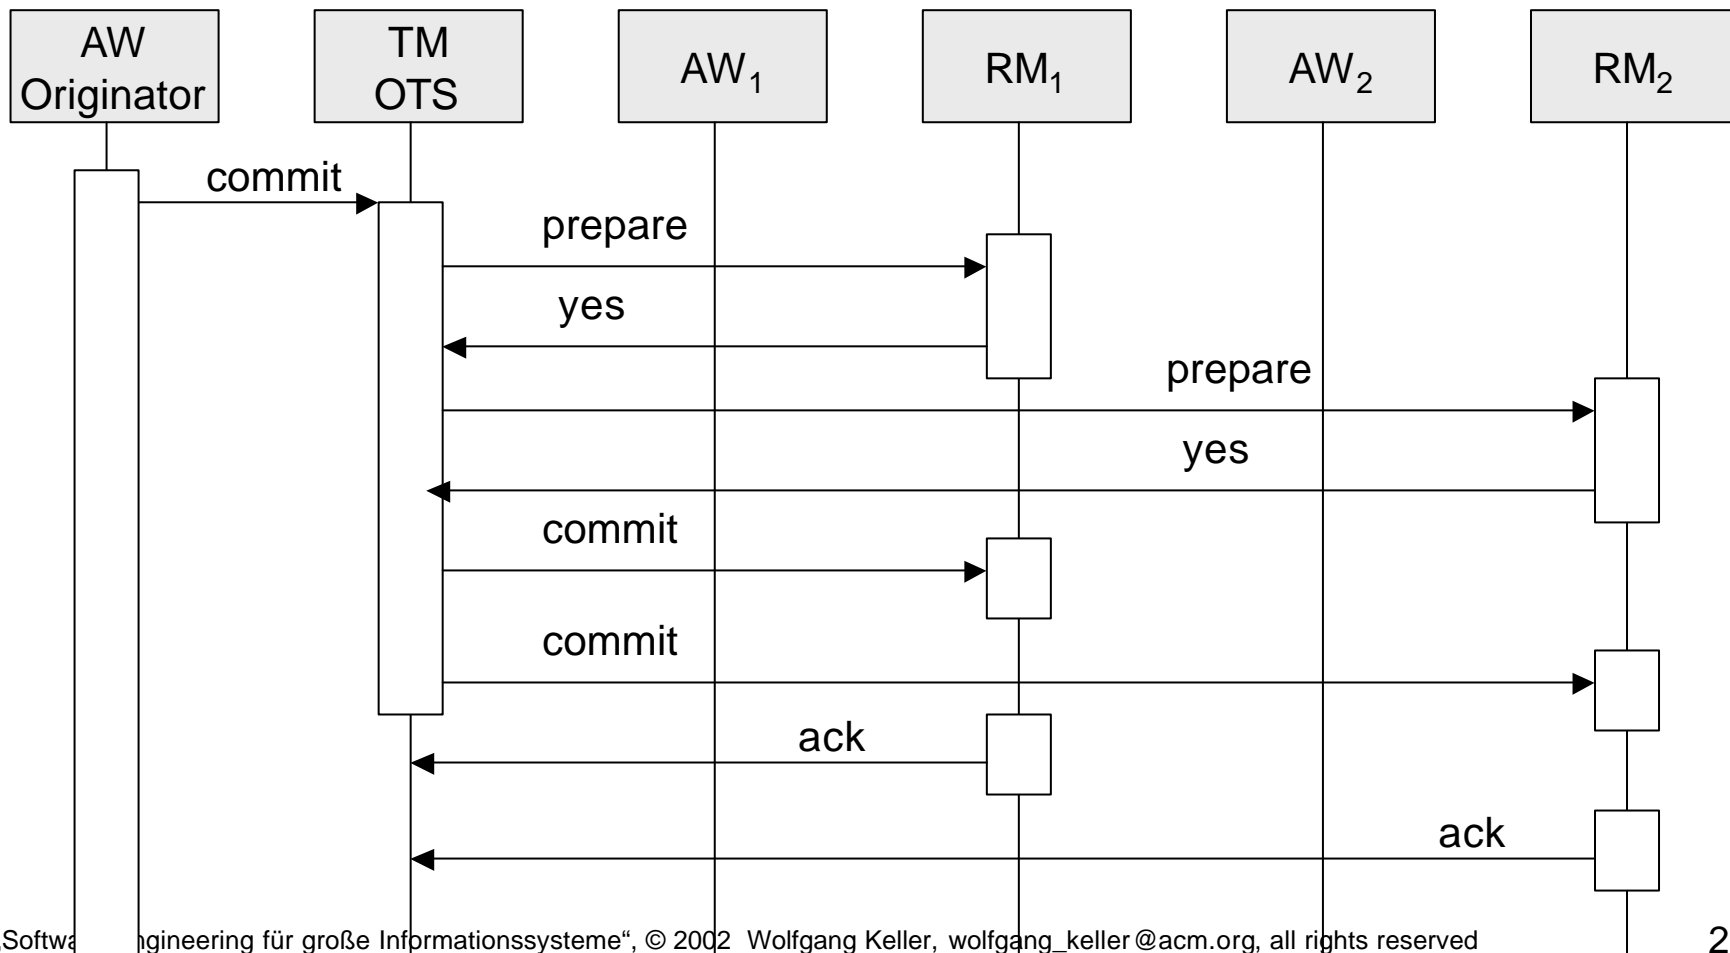 AW
Originator
TM
OTS
AW₁
RM₁
AW₂
RM₂
commit
prepare
yes
prepare
yes
commit
commit
ack
ack
für große Informationssysteme“, © 2002 Wolfgang Keller, wolfgang_keller@acm.org, all rights reserved
2